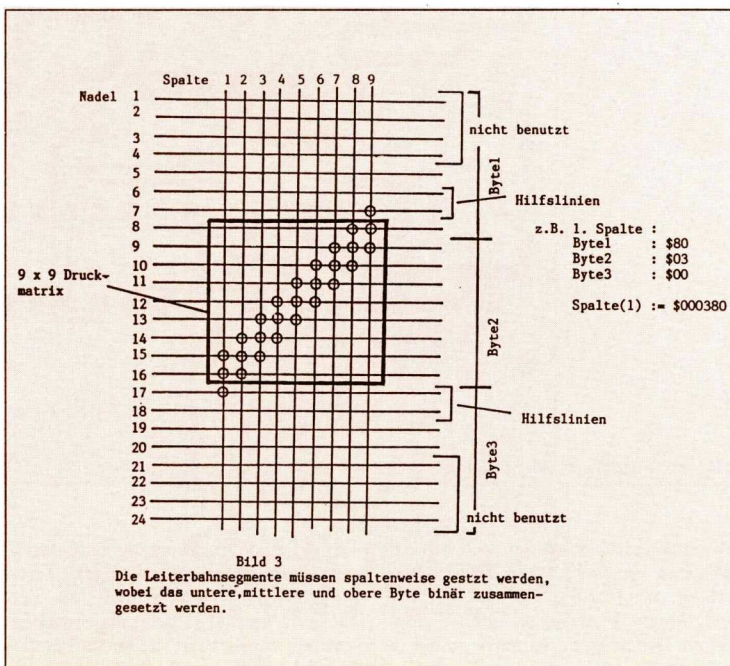 Spalte 1 2 3 4 5 6 7 8 9
Nadel 1
2
3
4
5
6
7
8
9
10
11
12
13
14
15
16
17
18
19
20
21
22
23
24
nicht benutzt
Byte1
Hilfslinien
z.B. 1. Spalte :
Byte1 : $80
Byte2 : $03
Byte3 : $00
Spalte(1) := $000380
9 x 9 Druck-
matrix
Byte2
Hilfslinien
Byte3
nicht benutzt
Bild 3
Die Leiterbahnsegmente müssen spaltenweise gestzt werden,
wobei das untere,mittlere und obere Byte binär zusammen-
gesetzt werden.